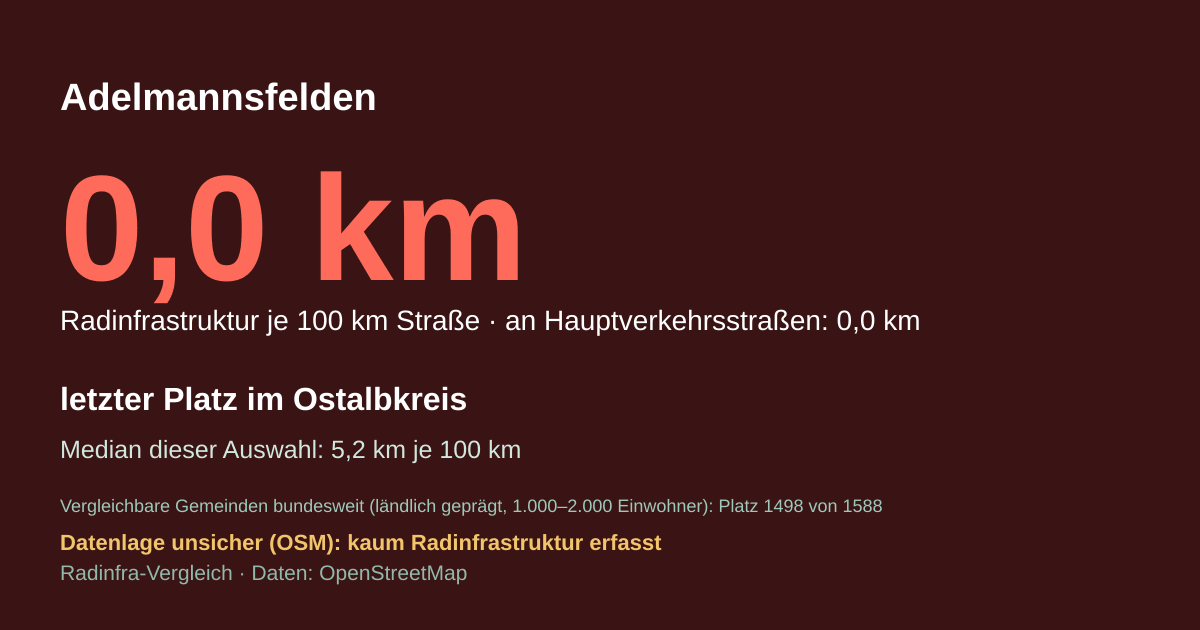 Adelmannsfelden
0,0 km
Radinfrastruktur je 100 km Straße · an Hauptverkehrsstraßen: 0,0 km
letzter Platz im Ostalbkreis
Median dieser Auswahl: 5,2 km je 100 km
Vergleichbare Gemeinden bundesweit (ländlich geprägt, 1.000–2.000 Einwohner): Platz 1498 von 1588
Datenlage unsicher (OSM): kaum Radinfrastruktur erfasst
Radinfra-Vergleich · Daten: OpenStreetMap